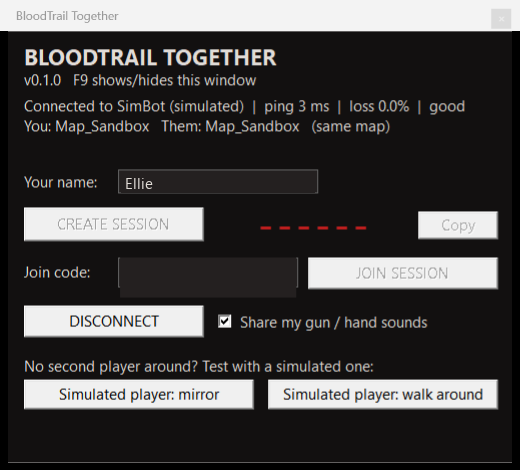 BloodTrail Together
BLOODTRAIL TOGETHER
v0.1.0 F9 shows/hides this window
Connected to SimBot (simulated) | ping 3 ms | loss 0.0% | good
You: Map_Sandbox Them: Map_Sandbox (same map)
Your name: Ellie
CREATE SESSION ------ Copy
Join code: JOIN SESSION
DISCONNECT Share my gun / hand sounds
No second player around? Test with a simulated one:
Simulated player: mirror Simulated player: walk around